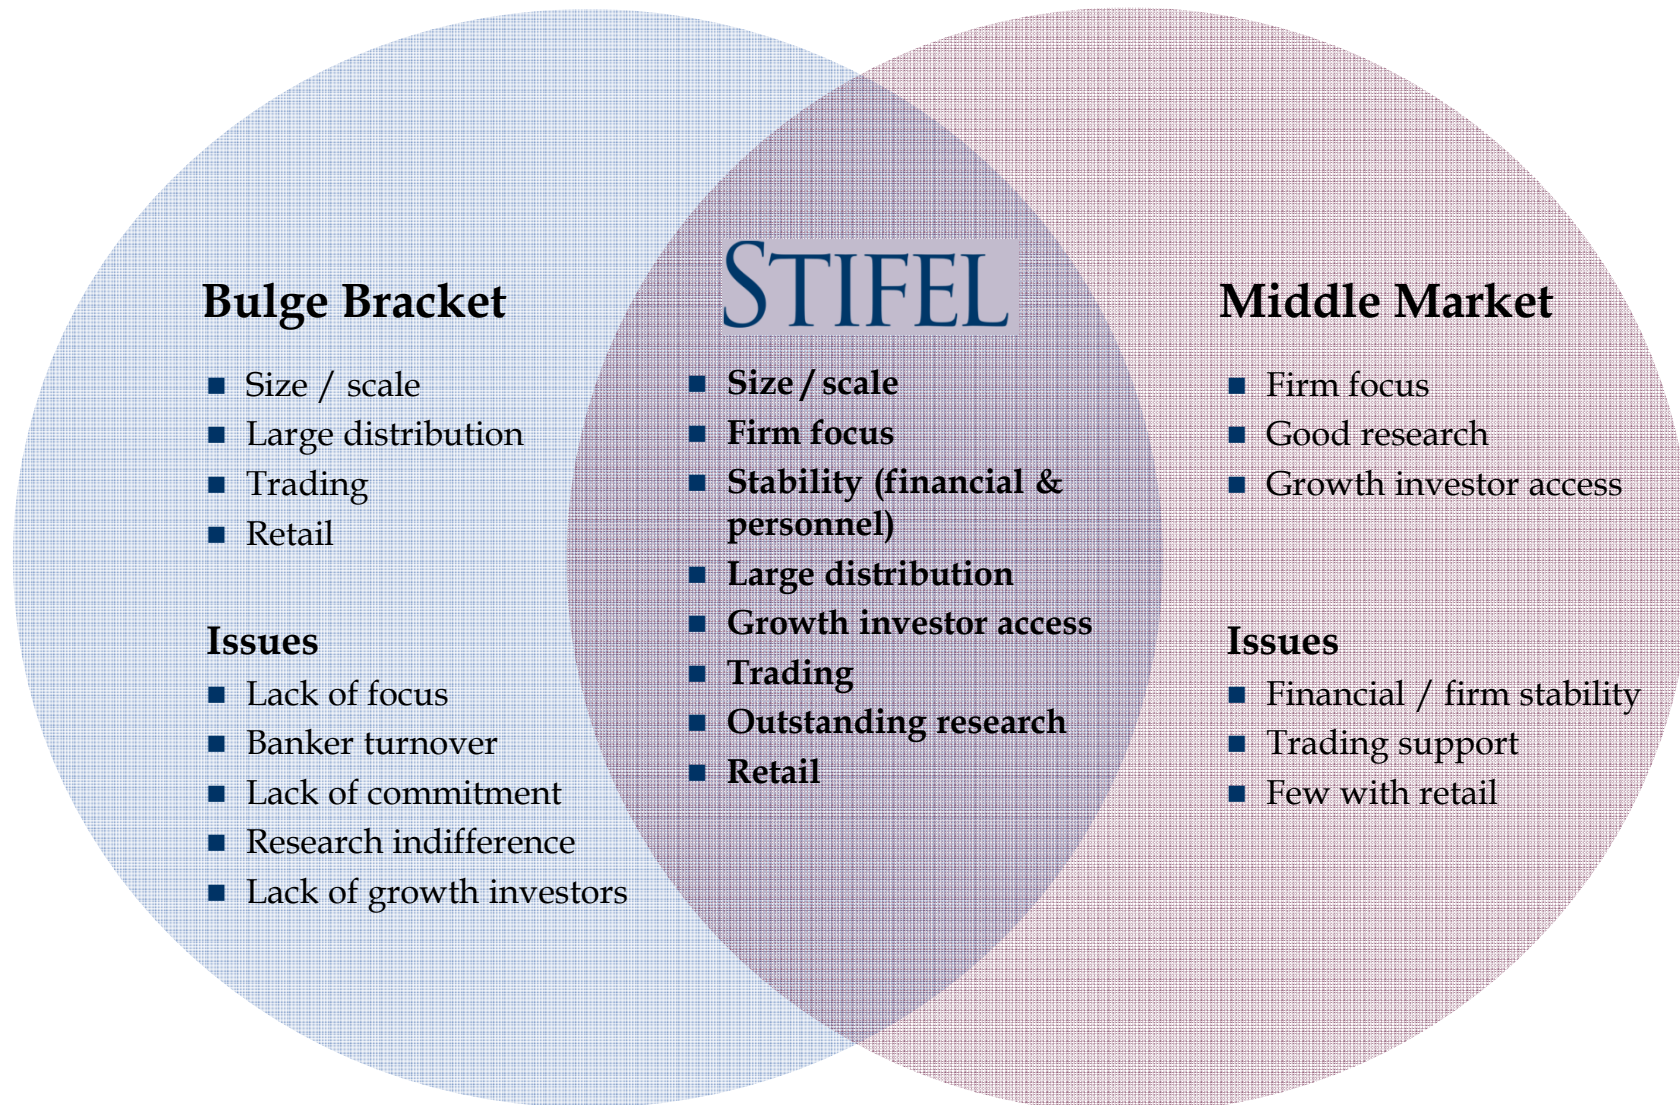 Bulge Bracket
Size / scale
Large distribution
Trading
Retail
Issues
Lack of focus
Banker turnover
Lack of commitment
Research indifference
Lack of growth investors
STIFEL
Size / scale
Firm focus
Stability (financial &
personnel)
Large distribution
Growth investor access
Trading
Outstanding research
Retail
Middle Market
Firm focus
Good research
Growth investor access
Issues
Financial / firm stability
Trading support
Few with retail